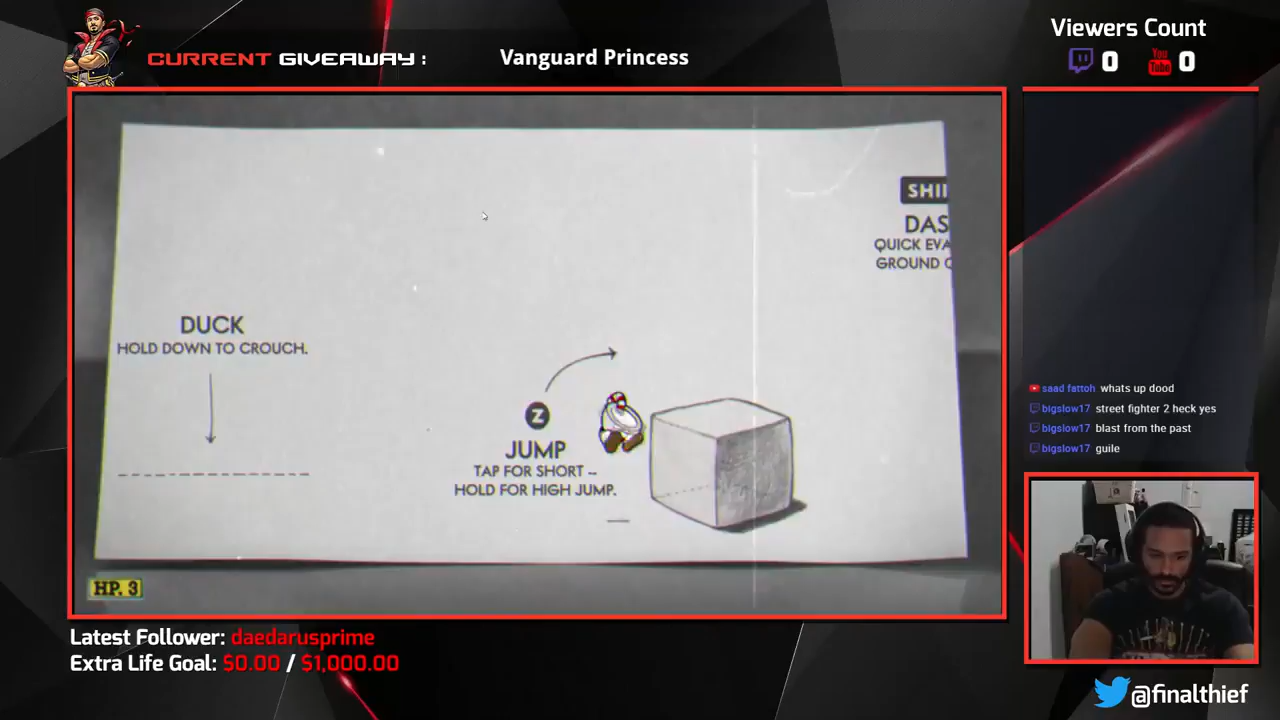 CURRENT GIVEAWAY :
Vanguard Princess
Viewers Count
0
You
Tube
0
SHI
DAS
QUICK EVA
GROUND
DUCK
HOLD DOWN TO CROUCH.
Z
JUMP
TAP FOR SHORT --
HOLD FOR HIGH JUMP.
HP. 3
saad fattoh whats up dood
bigslow17 street fighter 2 heck yes
bigslow17 blast from the past
bigslow17 guile
Latest Follower: daedarusprime
Extra Life Goal: $0.00 / $1,000.00
@finalthief